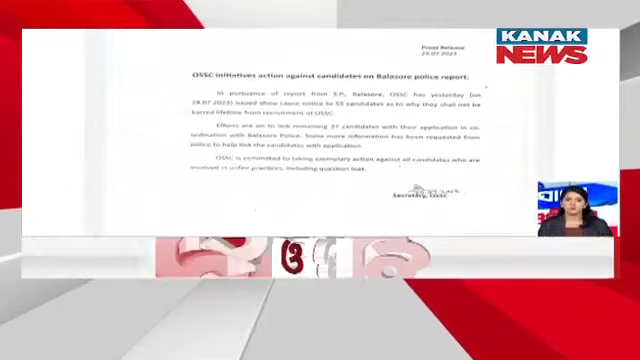 KANAK
NEWS
Press Release
29.07.2023
OSSC initiatives action against candidates on Balasore police report.
In pursuance of report from S.P., Balasore, OSSC has yesterday (on
28.07.2023) issued show cause notice to 55 candidates as to why they shall not be
barred lifetime from recruitment of OSSC.
Efforts are on to link remaining 37 candidates with their application in co-
ordination with Balasore Police. Some more information has been requested from
police to help link the candidates with application.
OSSC is committed to taking exemplary action against all candidates who are
involved in unfair practices, including question leak.
Secretary, OSSC